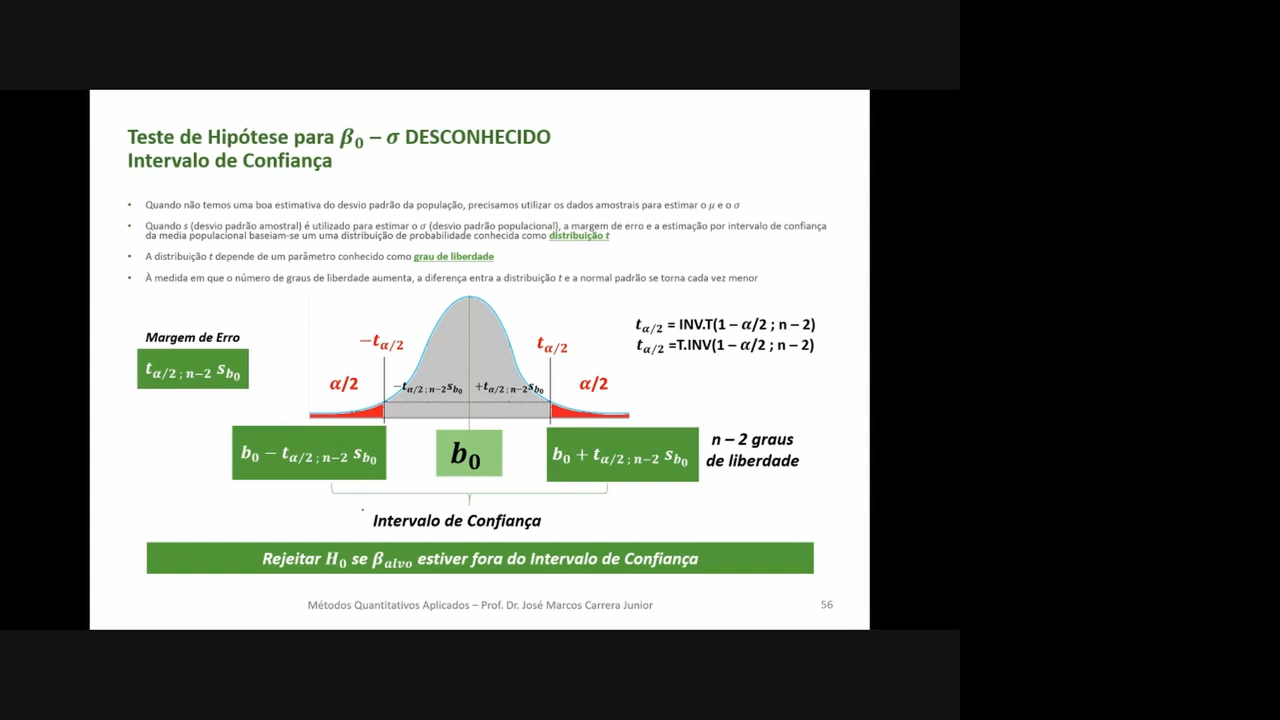 Teste de Hipótese para β₀ – σ DESCONHECIDO
Intervalo de Confiança
• Quando não temos uma boa estimativa do desvio padrão da população, precisamos utilizar os dados amostrais para estimar o μ e o σ
• Quando s (desvio padrão amostral) é utilizado para estimar o σ (desvio padrão populacional), a margem de erro e a estimação por intervalo de confiança
da media populacional baseiam-se um uma distribuição de probabilidade conhecida como distribuição t
• A distribuição t depende de um parâmetro conhecido como grau de liberdade
• À medida em que o número de graus de liberdade aumenta, a diferença entra a distribuição t e a normal padrão se torna cada vez menor
Margem de Erro
t_{α/2 ; n−2} s_{b₀}
−t_{α/2}
t_{α/2}
t_{α/2} = INV.T(1 – α/2 ; n – 2)
t_{α/2} =T.INV(1 – α/2 ; n – 2)
α/2
−t_{α/2 ; n−2}s_{b₀}
+t_{α/2 ; n−2}s_{b₀}
α/2
b₀ − t_{α/2 ; n−2} s_{b₀}
b₀
b₀ + t_{α/2 ; n−2} s_{b₀}
n – 2 graus
de liberdade
Intervalo de Confiança
Rejeitar H₀ se β_{alvo} estiver fora do Intervalo de Confiança
Métodos Quantitativos Aplicados – Prof. Dr. José Marcos Carrera Junior
56